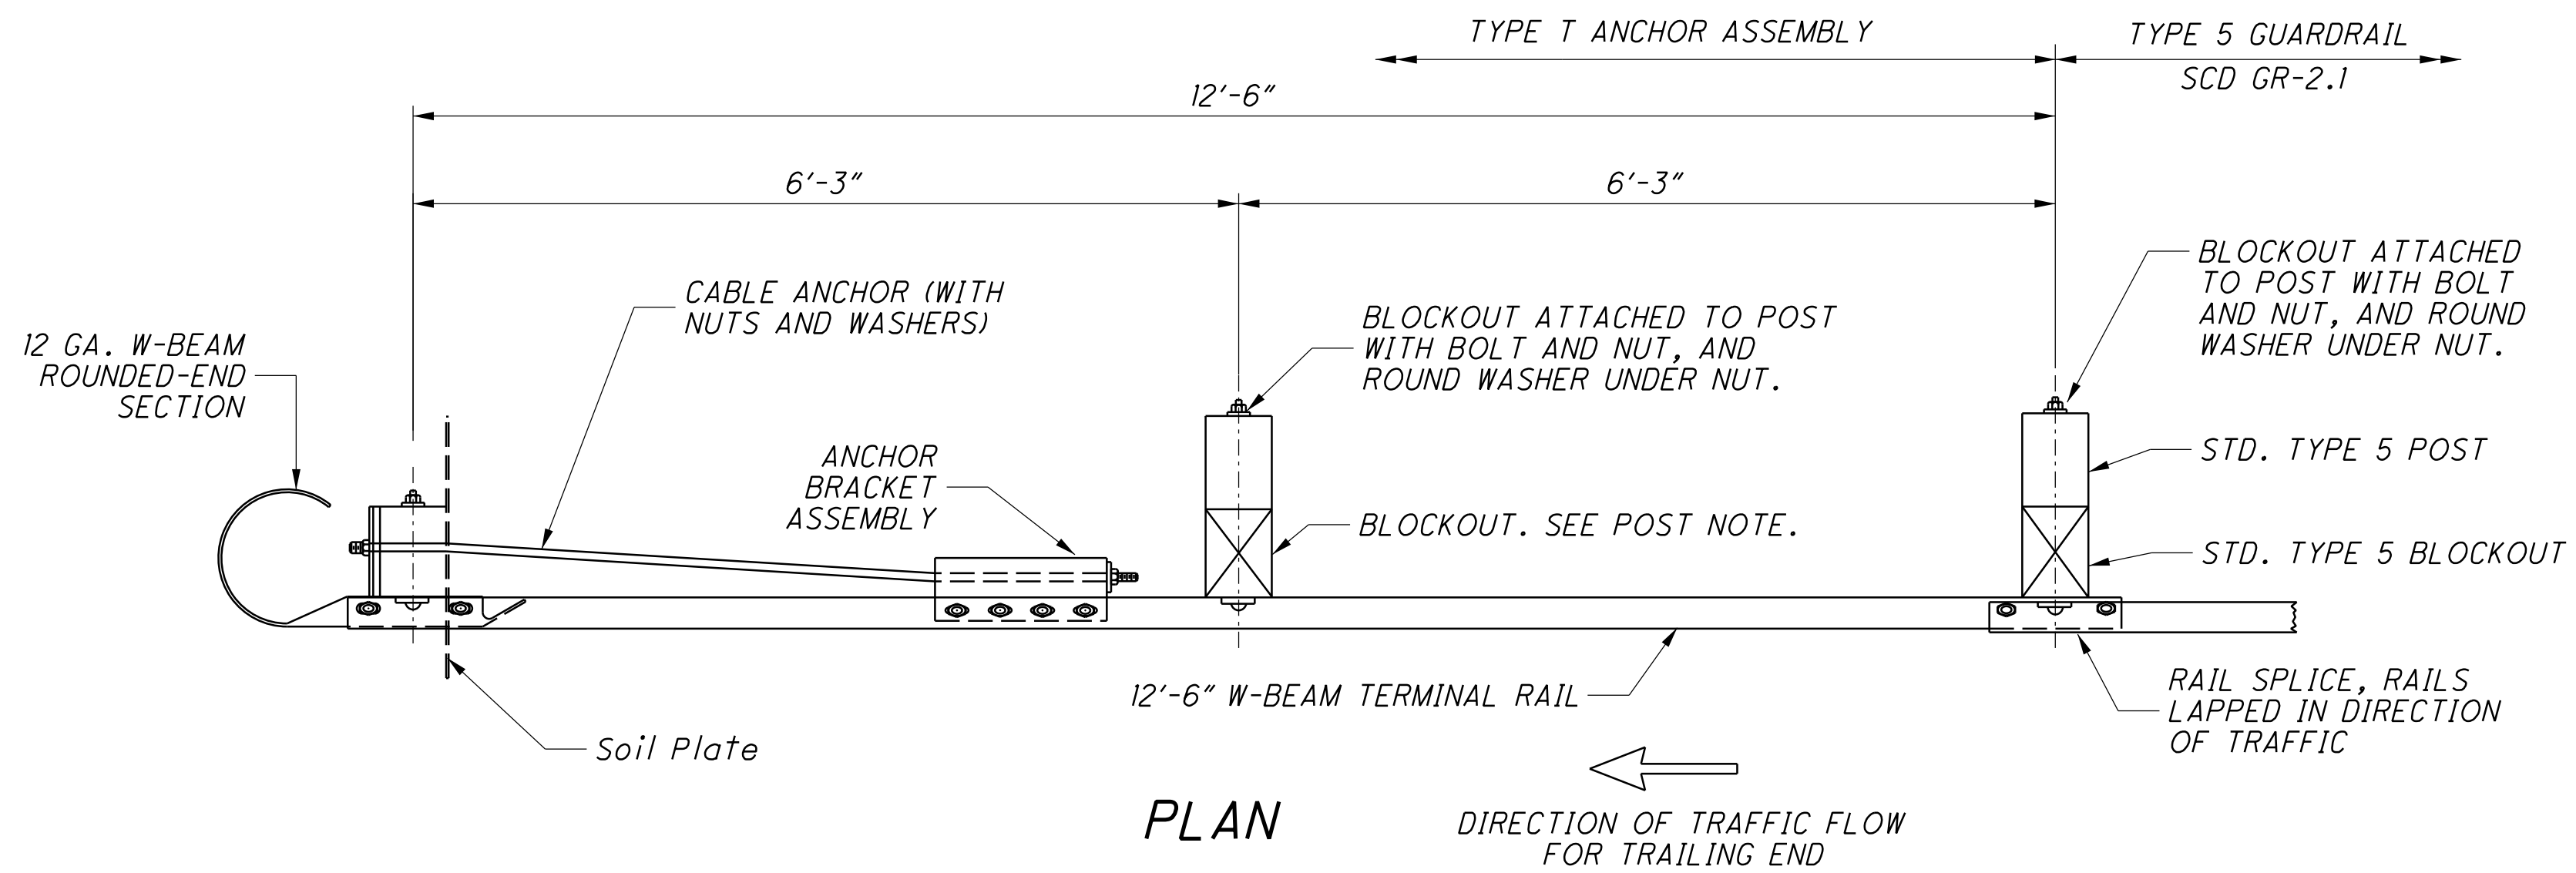 TYPE T ANCHOR ASSEMBLY
TYPE 5 GUARDRAIL
SCD GR-2.1
12'-6"
6'-3"
6'-3"
BLOCKOUT ATTACHED
TO POST WITH BOLT
AND NUT, AND ROUND
WASHER UNDER NUT.
CABLE ANCHOR (WITH
NUTS AND WASHERS)
BLOCKOUT ATTACHED TO POST
WITH BOLT AND NUT, AND
ROUND WASHER UNDER NUT.
12 GA. W-BEAM
ROUNDED-END
SECTION
ANCHOR
BRACKET
ASSEMBLY
STD. TYPE 5 POST
BLOCKOUT. SEE POST NOTE.
STD. TYPE 5 BLOCKOUT
12'-6" W-BEAM TERMINAL RAIL
RAIL SPLICE, RAILS
LAPPED IN DIRECTION
OF TRAFFIC
Soil Plate
PLAN
DIRECTION OF TRAFFIC FLOW
FOR TRAILING END